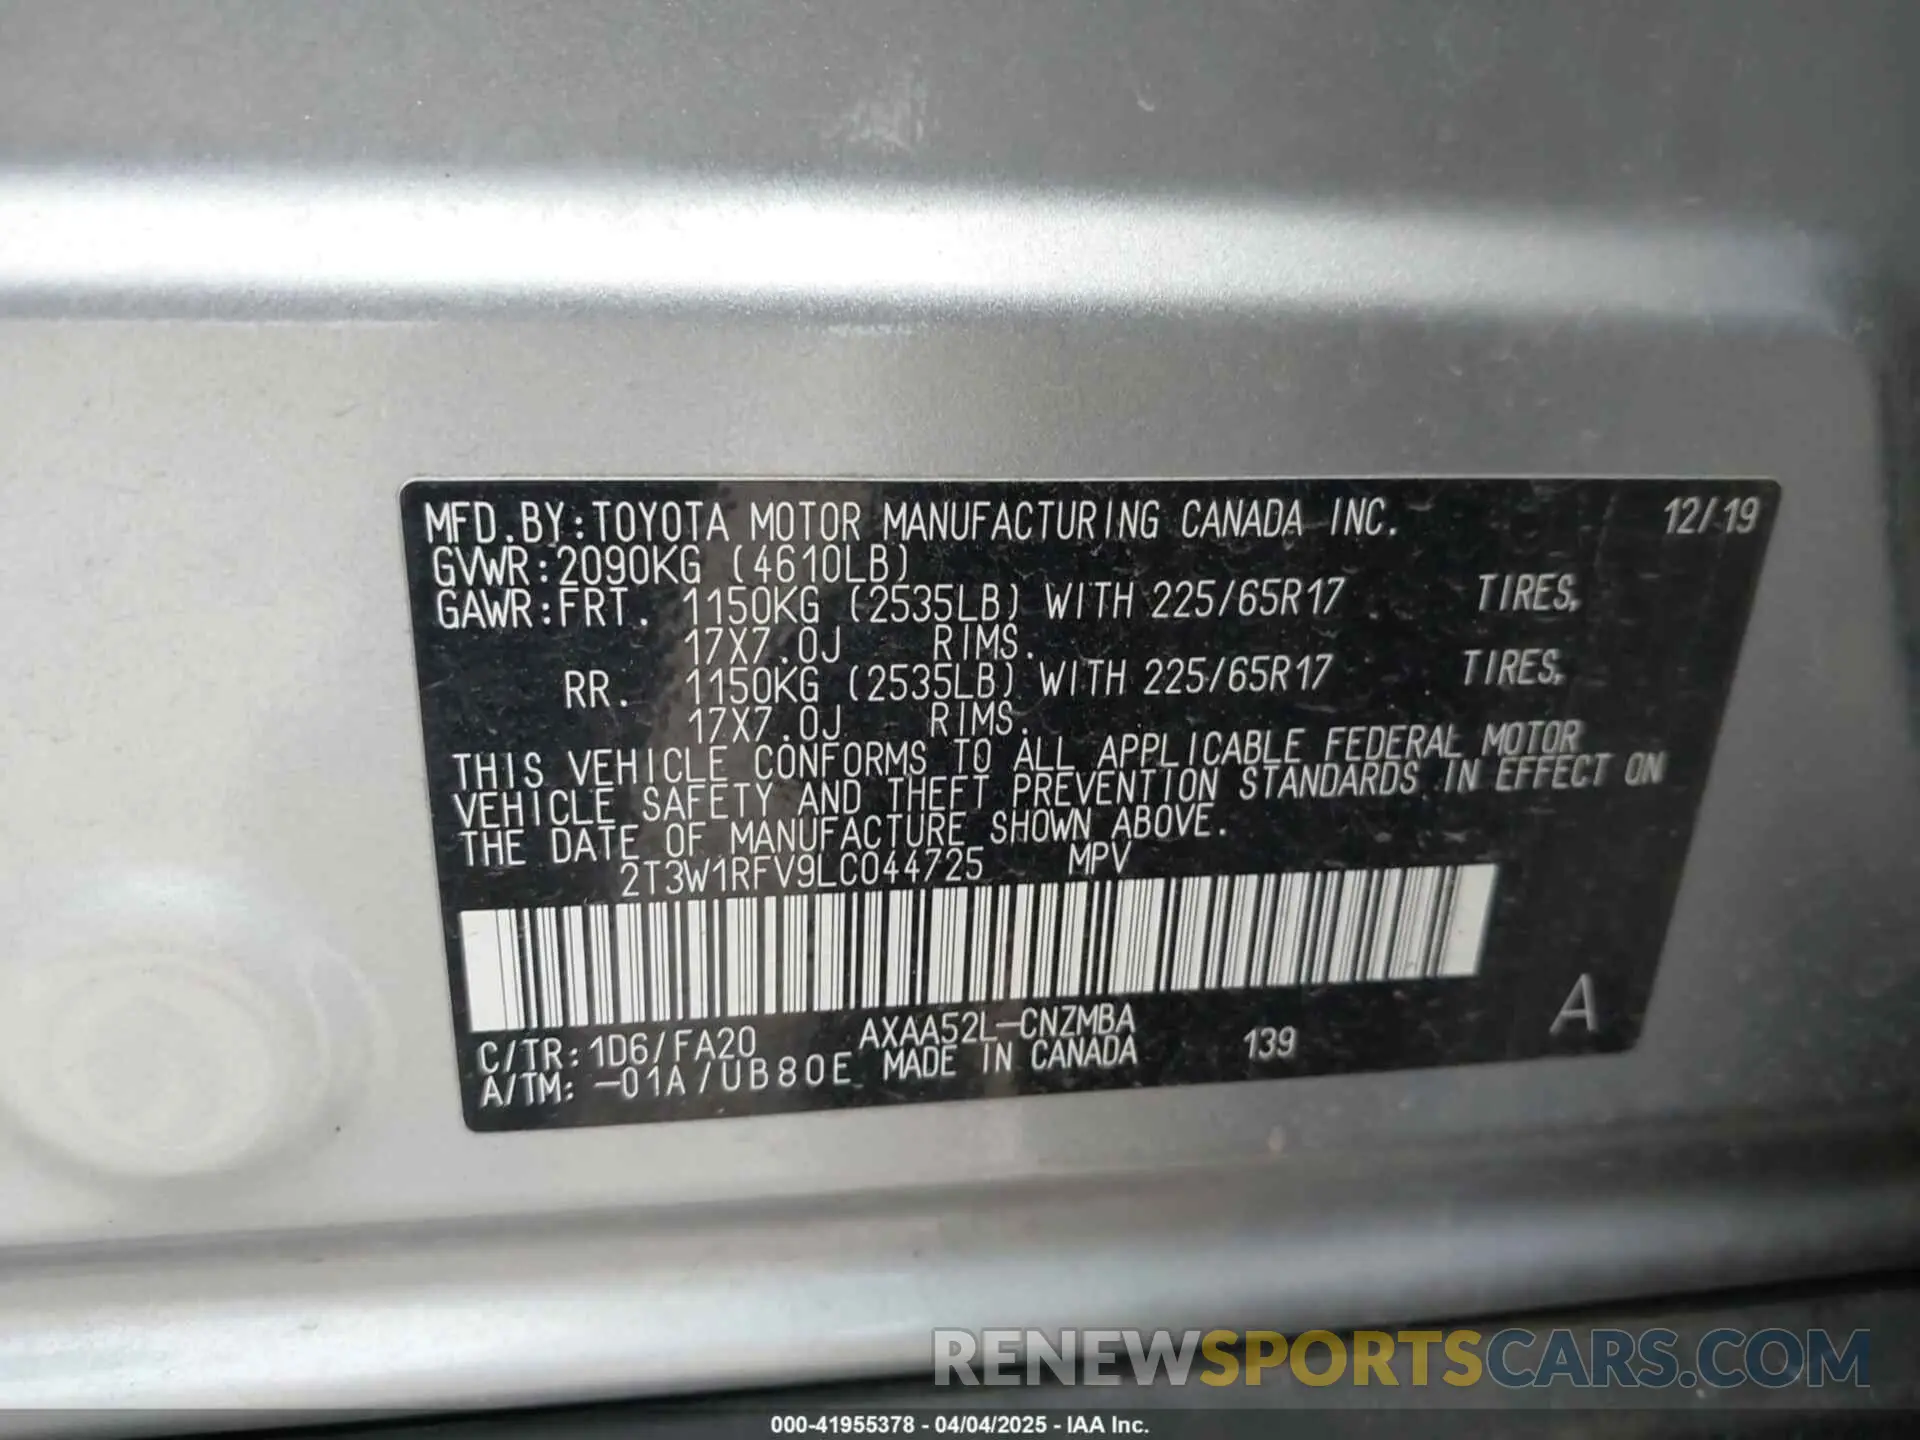 MFD.BY:TOYOTA MOTOR MANUFACTURING CANADA INC. 12/19
GVWR:2090KG (4610LB)
GAWR:FRT. 1150KG (2535LB) WITH 225/65R17 TIRES,
17X7.0J RIMS.
RR. 1150KG (2535LB) WITH 225/65R17 TIRES,
17X7.0J RIMS.
THIS VEHICLE CONFORMS TO ALL APPLICABLE FEDERAL MOTOR
VEHICLE SAFETY AND THEFT PREVENTION STANDARDS IN EFFECT ON
THE DATE OF MANUFACTURE SHOWN ABOVE.
2T3W1RFV9LC044725 MPV
C/TR:1D6/FA20 AXAA52L-CNZMBA 139 A
A/TM:-01A/UB80E MADE IN CANADA
RENEWSPORTSCARS.COM
000-41955378 - 04/04/2025 - IAA Inc.